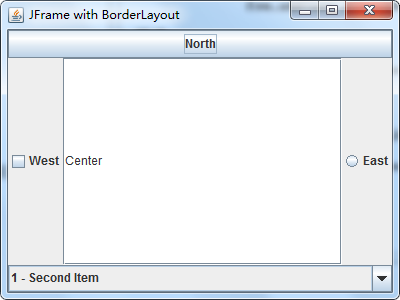 JFrame with BorderLayout
North
West
Center
East
1 - Second Item